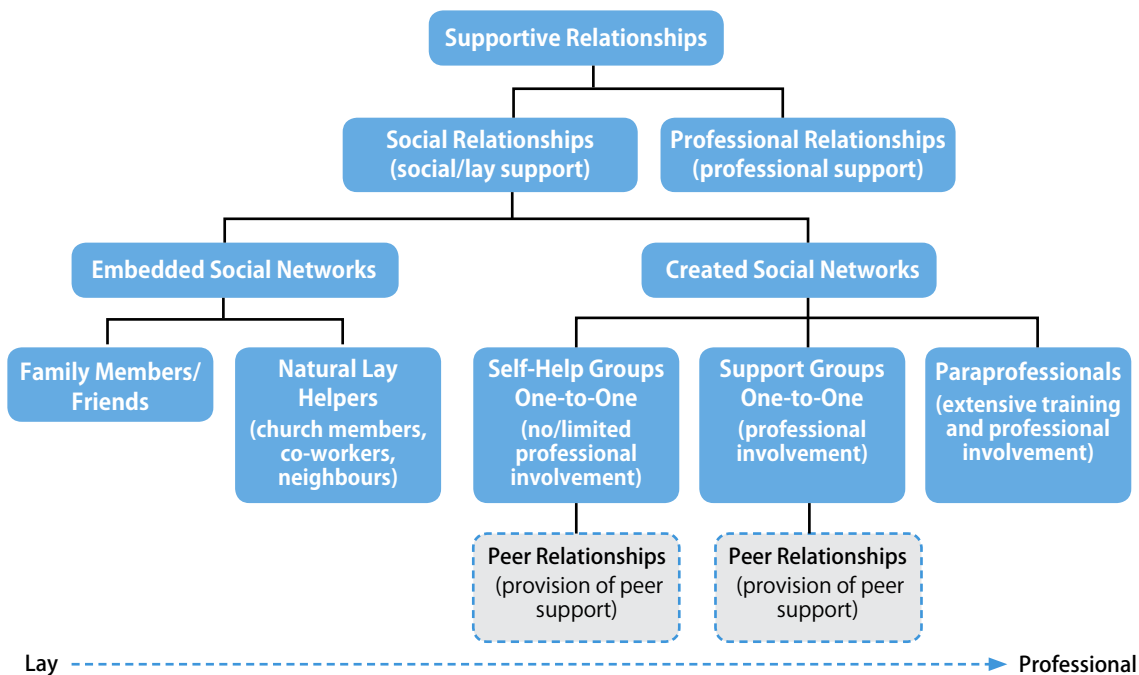 Supportive Relationships
Social Relationships
(social/lay support)
Professional Relationships
(professional support)
Embedded Social Networks
Created Social Networks
Family Members/
Friends
Natural Lay
Helpers
(church members,
co-workers,
neighbours)
Self-Help Groups
One-to-One
(no/limited
professional
involvement)
Support Groups
One-to-One
(professional
involvement)
Paraprofessionals
(extensive training
and professional
involvement)
Peer Relationships
(provision of peer
support)
Peer Relationships
(provision of peer
support)
Lay
Professional